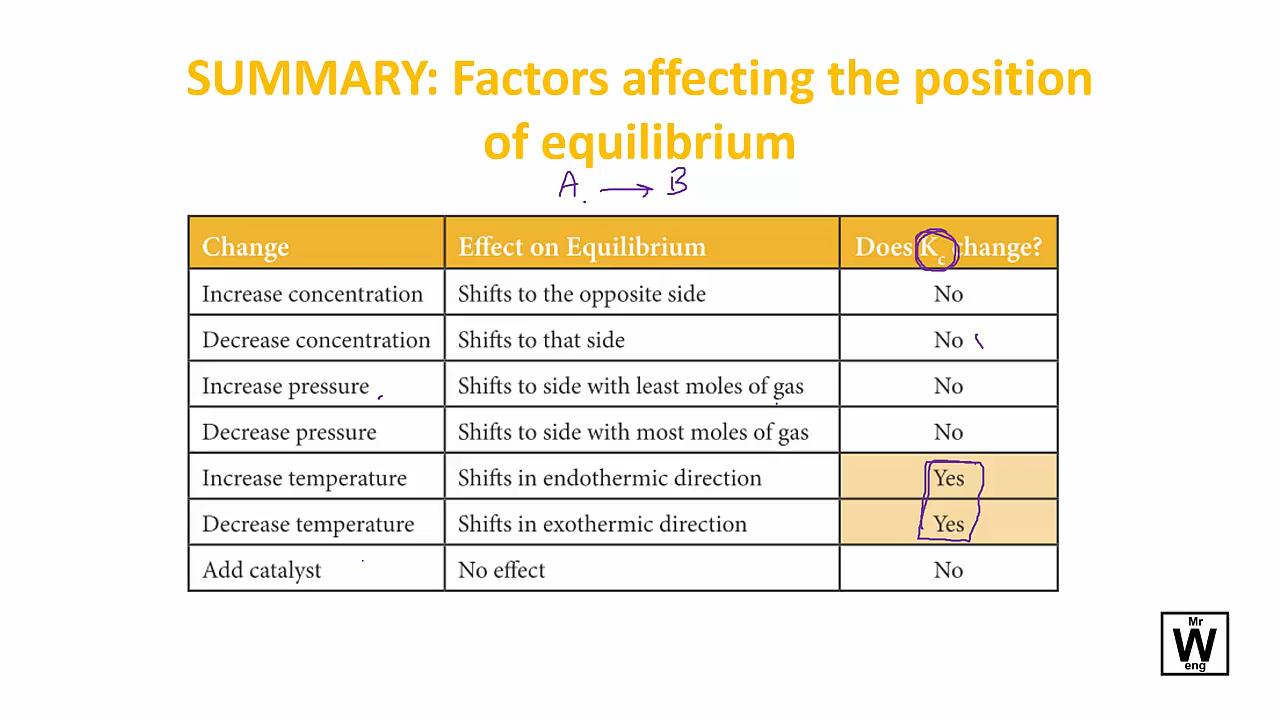 SUMMARY: Factors affecting the position
of equilibrium
A. → B
Change Effect on Equilibrium Does Kc change?
Increase concentration Shifts to the opposite side No
Decrease concentration Shifts to that side No
Increase pressure Shifts to side with least moles of gas No
Decrease pressure Shifts to side with most moles of gas No
Increase temperature Shifts in endothermic direction Yes
Decrease temperature Shifts in exothermic direction Yes
Add catalyst No effect No
Mr
W
eng